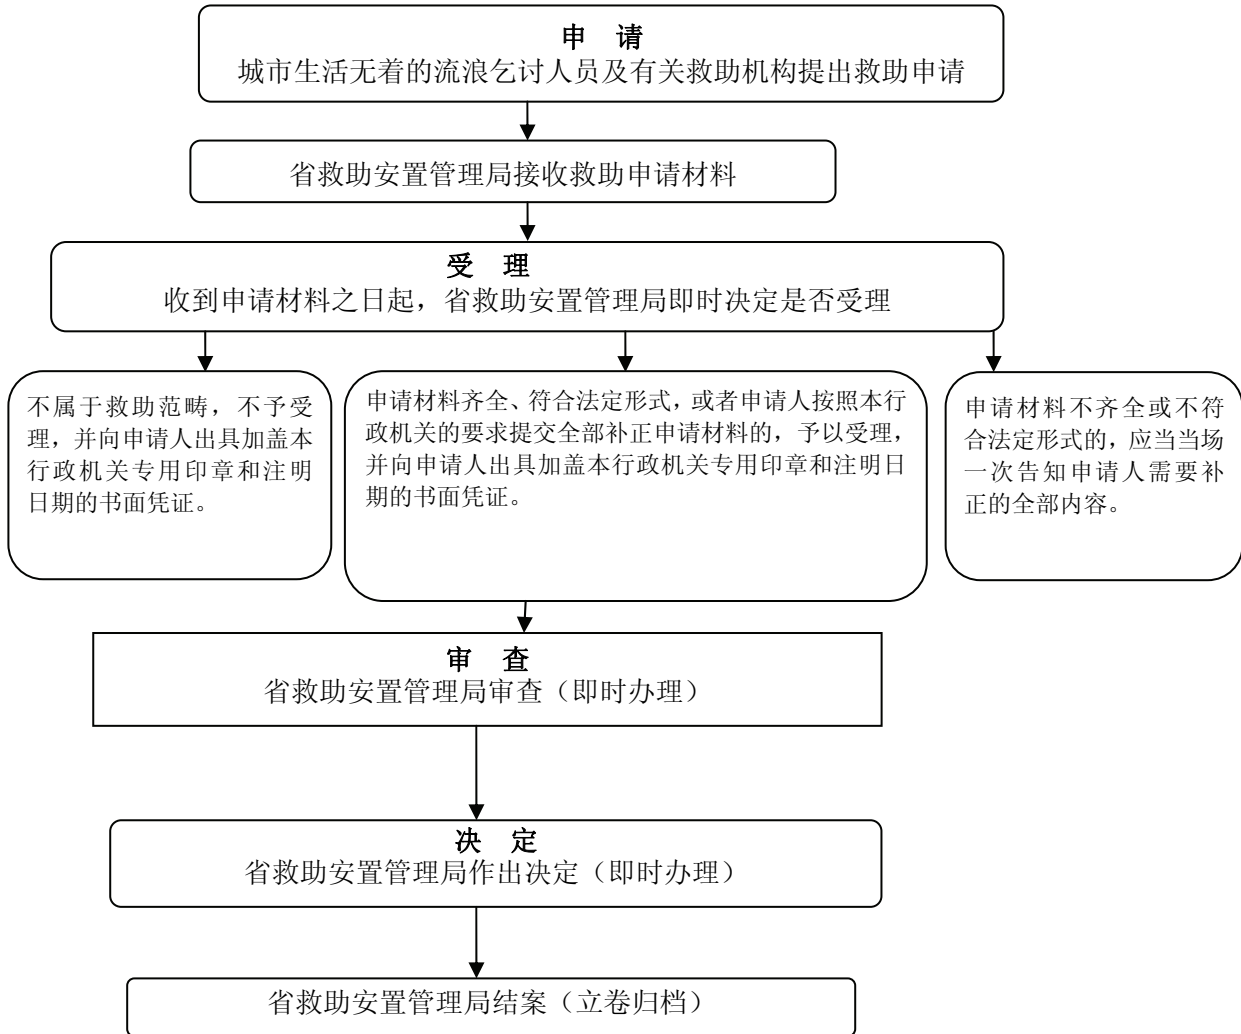 申 请
城市生活无着的流浪乞讨人员及有关救助机构提出救助申请
省救助安置管理局接收救助申请材料
受 理
收到申请材料之日起，省救助安置管理局即时决定是否受理
不属于救助范畴，不予受
理，并向申请人出具加盖本
行政机关专用印章和注明
日期的书面凭证。
申请材料齐全、符合法定形式，或者申请人按照本行
政机关的要求提交全部补正申请材料的，予以受理，
并向申请人出具加盖本行政机关专用印章和注明日
期的书面凭证。
申请材料不齐全或不符
合法定形式的，应当当场
一次告知申请人需要补
正的全部内容。
审 查
省救助安置管理局审查（即时办理）
决 定
省救助安置管理局作出决定（即时办理）
省救助安置管理局结案（立卷归档）